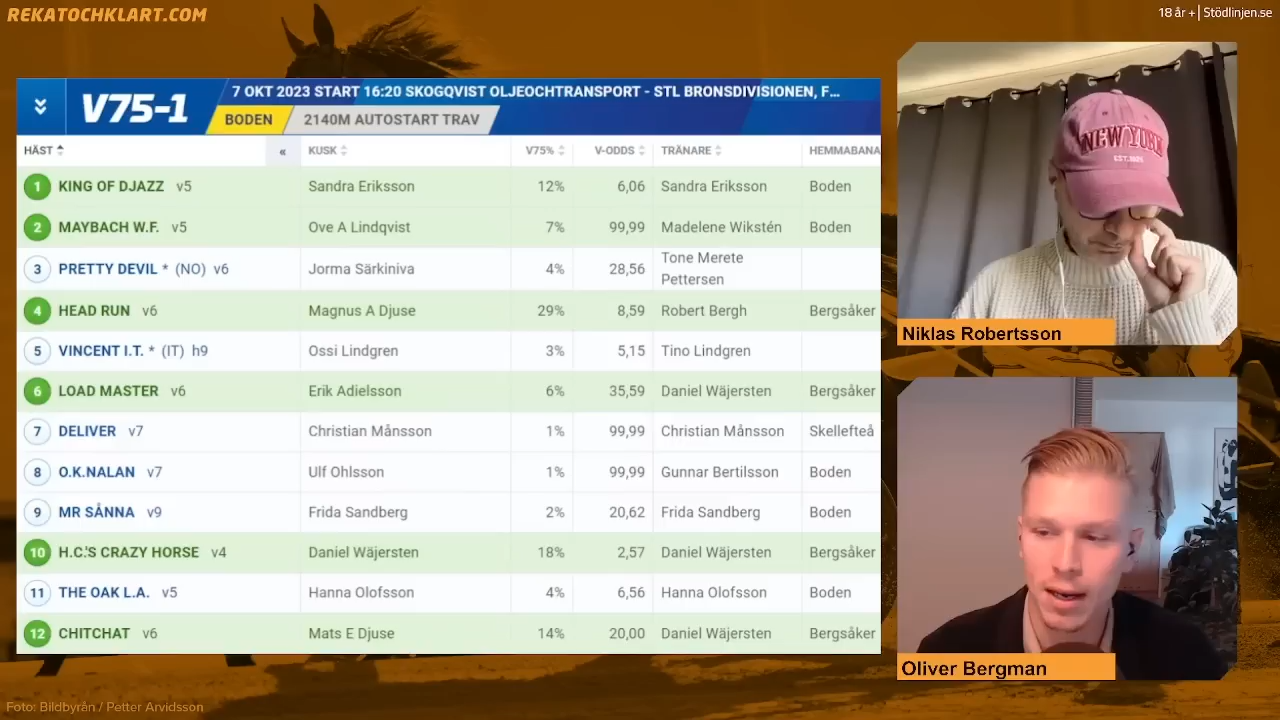 REKATOCHKLART.COM
18 år + | Stödlinjen.se
V75-1
7 OKT 2023 START 16:20 SKOGQVIST OLJEOCHTRANSPORT - STL BRONSDIVISIONEN, F...
BODEN 2140M AUTOSTART TRAV
HÄST « KUSK V75% V-ODDS TRÄNARE HEMMABANA
1 KING OF DJAZZ v5 Sandra Eriksson 12% 6,06 Sandra Eriksson Boden
2 MAYBACH W.F. v5 Ove A Lindqvist 7% 99,99 Madelene Wikstén Boden
3 PRETTY DEVIL * (NO) v6 Jorma Särkiniva 4% 28,56 Tone Merete
Pettersen
4 HEAD RUN v6 Magnus A Djuse 29% 8,59 Robert Bergh Bergsåker
5 VINCENT I.T. * (IT) h9 Ossi Lindgren 3% 5,15 Tino Lindgren
6 LOAD MASTER v6 Erik Adielsson 6% 35,59 Daniel Wäjersten Bergsåker
7 DELIVER v7 Christian Månsson 1% 99,99 Christian Månsson Skellefteå
8 O.K.NALAN v7 Ulf Ohlsson 1% 99,99 Gunnar Bertilsson Boden
9 MR SÅNNA v9 Frida Sandberg 2% 20,62 Frida Sandberg Boden
10 H.C.'S CRAZY HORSE v4 Daniel Wäjersten 18% 2,57 Daniel Wäjersten Bergsåker
11 THE OAK L.A. v5 Hanna Olofsson 4% 6,56 Hanna Olofsson Boden
12 CHITCHAT v6 Mats E Djuse 14% 20,00 Daniel Wäjersten Bergsåker
NEW YORK
Niklas Robertsson
Oliver Bergman
Foto: Bildbyrån / Petter Arvidsson